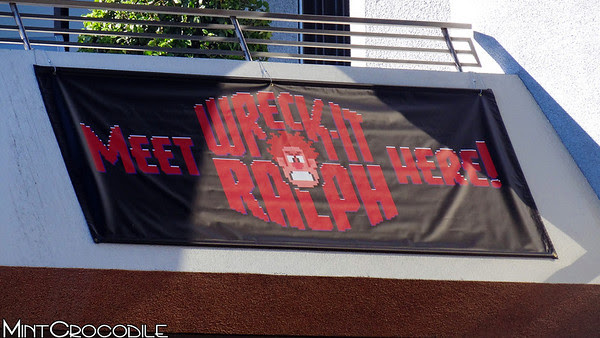 MEET WRECK-IT RALPH HERE!
MINTCROCODILE